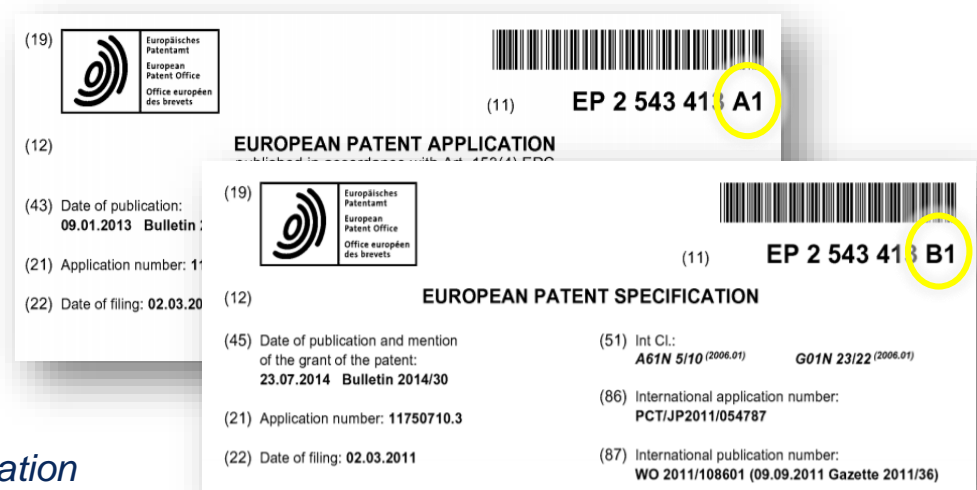 (19)
Europäisches
Patentamt
European
Patent Office
Office européen
des brevets
(11) EP 2 543 413 A1
(12) EUROPEAN PATENT APPLICATION
(43) Date of publication:
09.01.2013 Bulletin
(21) Application number: 11
(22) Date of filing: 02.03.20
(19)
Europäisches
Patentamt
European
Patent Office
Office européen
des brevets
(11) EP 2 543 413 B1
(12) EUROPEAN PATENT SPECIFICATION
(45) Date of publication and mention
of the grant of the patent:
23.07.2014 Bulletin 2014/30
(21) Application number: 11750710.3
(22) Date of filing: 02.03.2011
(51) Int Cl.:
A61N 5/10 (2006.01) G01N 23/22 (2006.01)
(86) International application number:
PCT/JP2011/054787
(87) International publication number:
WO 2011/108601 (09.09.2011 Gazette 2011/36)
ation